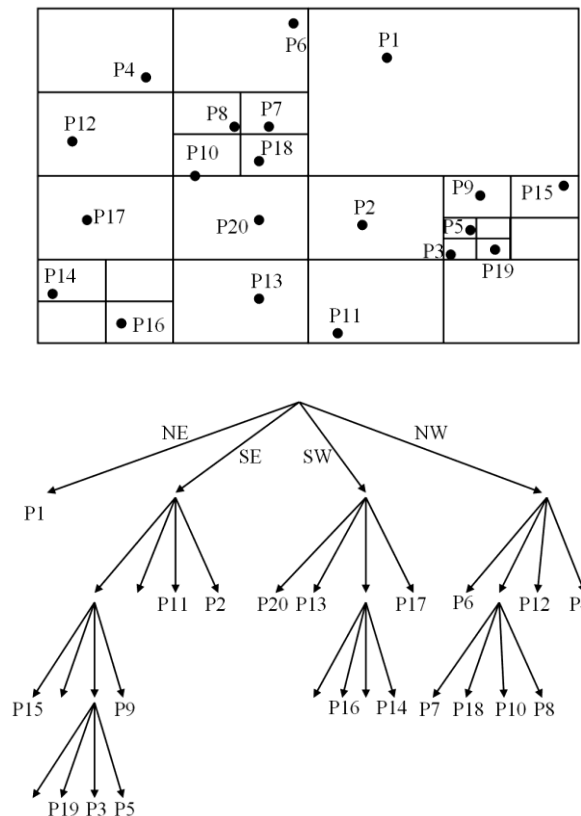 P6 P1
P4
P8 P7
P12
P10 P18
P9 P15
P17 P20 P2 P5
P3
P14 P13 P19
P16 P11
NE NW
SE SW
P1
P11 P2 P20 P13 P17 P6 P12
P15 P9 P16 P14 P7 P18 P10 P8
P19 P3 P5